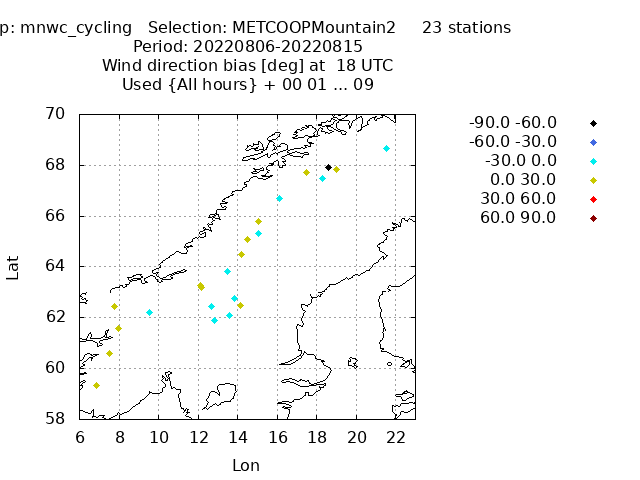 p: mnwc_cycling Selection: METCOOPMountain2 23 stations
Period: 20220806-20220815
Wind direction bias [deg] at 18 UTC
Used {All hours} + 00 01 ... 09
70
68
66
64
62
60
58
Lat
6 8 10 12 14 16 18 20 22
Lon
-90.0 -60.0
-60.0 -30.0
-30.0 0.0
0.0 30.0
30.0 60.0
60.0 90.0